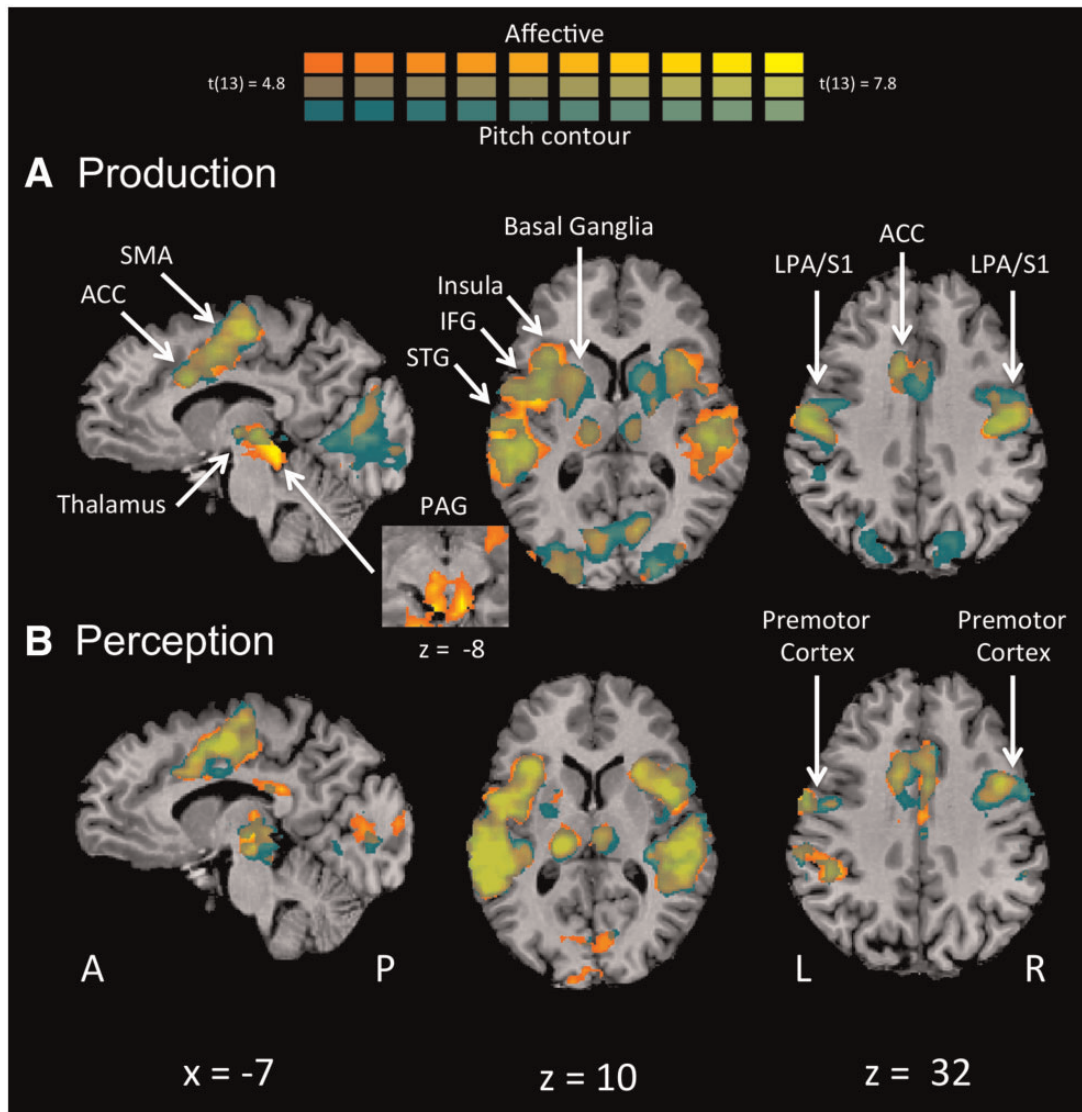 Affective
t(13) = 4.8
t(13) = 7.8
Pitch contour
A Production
SMA
ACC
Thalamus
Basal Ganglia
Insula
IFG
STG
PAG
z = -8
ACC
LPA/S1
LPA/S1
B Perception
Premotor
Cortex
Premotor
Cortex
A
P
L
R
x = -7
z = 10
z = 32